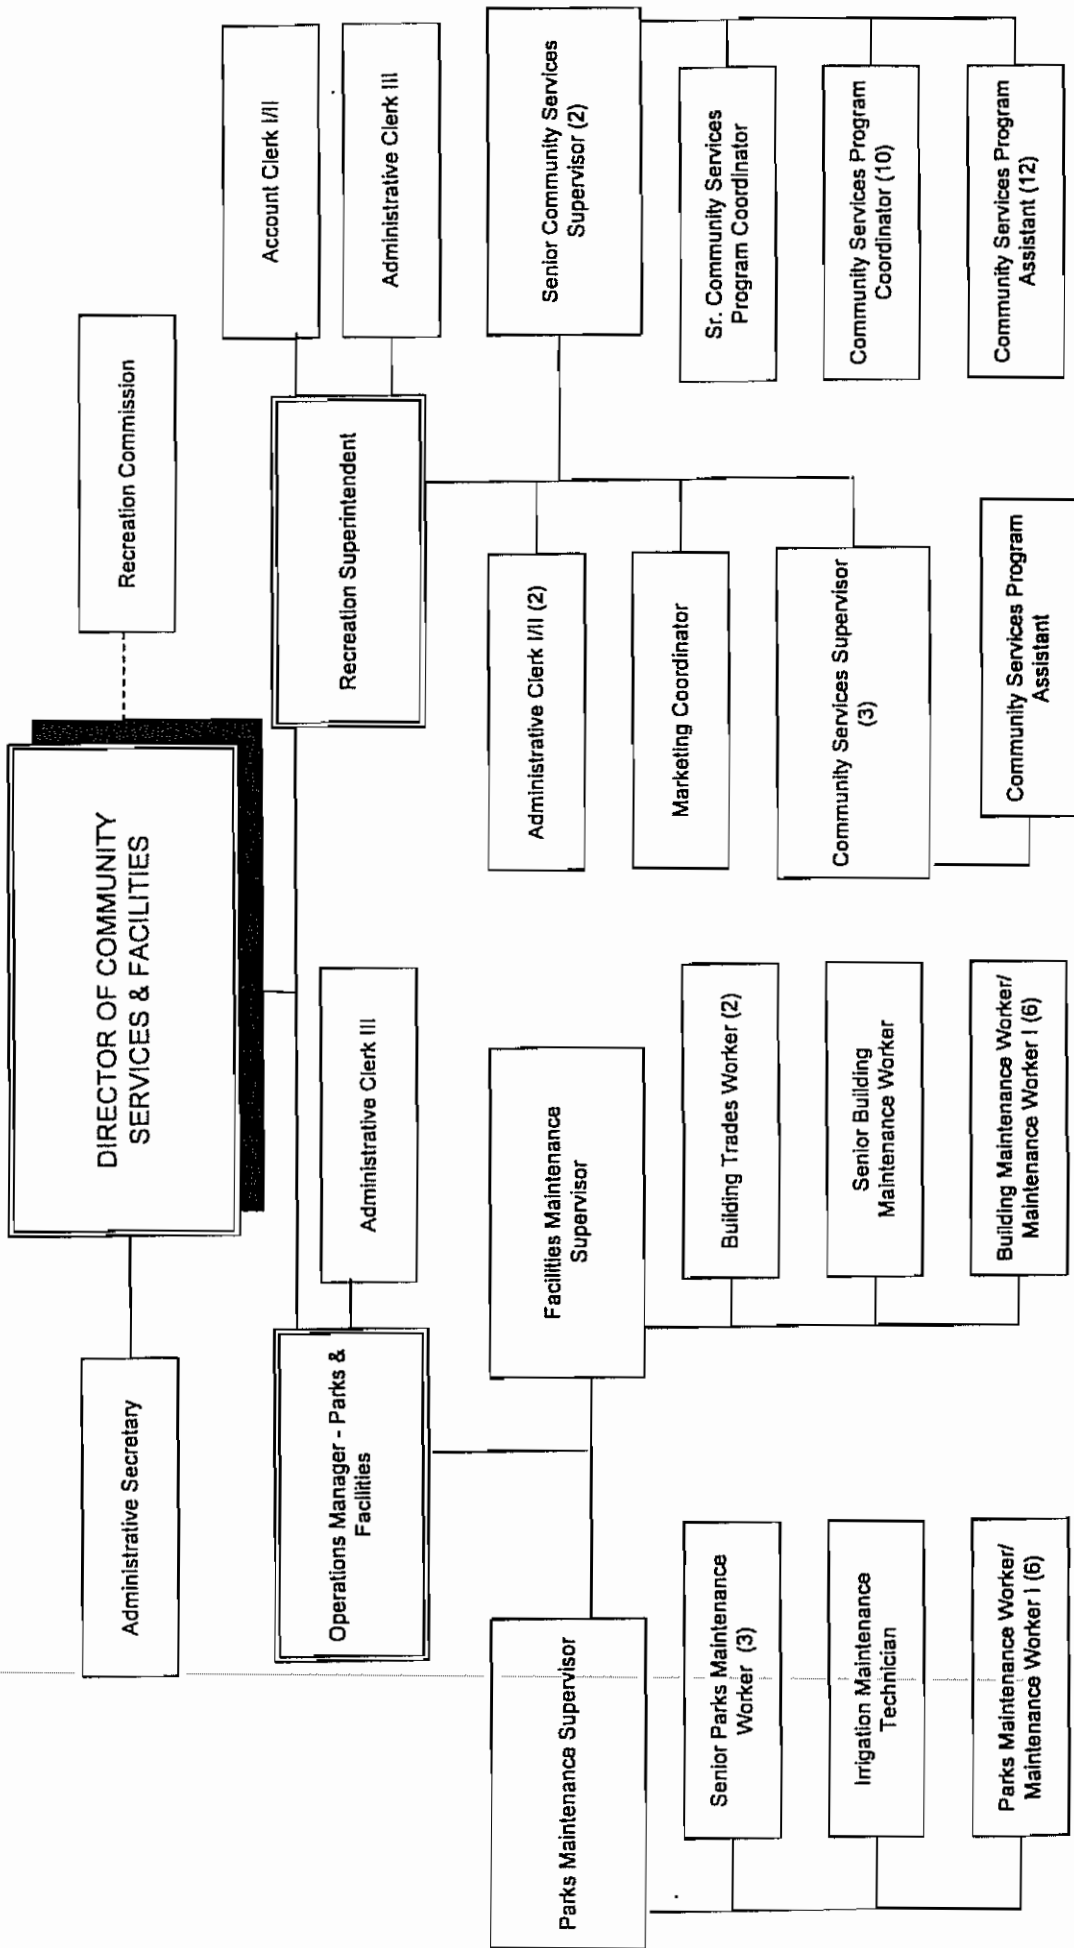 DIRECTOR OF COMMUNITY
SERVICES & FACILITIES
Administrative Secretary
Recreation Commission
Operations Manager - Parks &
Facilities
Administrative Clerk III
Recreation Superintendent
Account Clerk I/II
Administrative Clerk III
Parks Maintenance Supervisor
Senior Parks Maintenance
Worker (3)
Irrigation Maintenance
Technician
Parks Maintenance Worker/
Maintenance Worker I (6)
Facilities Maintenance
Supervisor
Building Trades Worker (2)
Senior Building
Maintenance Worker
Building Maintenance Worker/
Maintenance Worker I (6)
Administrative Clerk I/II (2)
Marketing Coordinator
Community Services Supervisor
(3)
Community Services Program
Assistant
Senior Community Services
Supervisor (2)
Sr. Community Services
Program Coordinator
Community Services Program
Coordinator (10)
Community Services Program
Assistant (12)